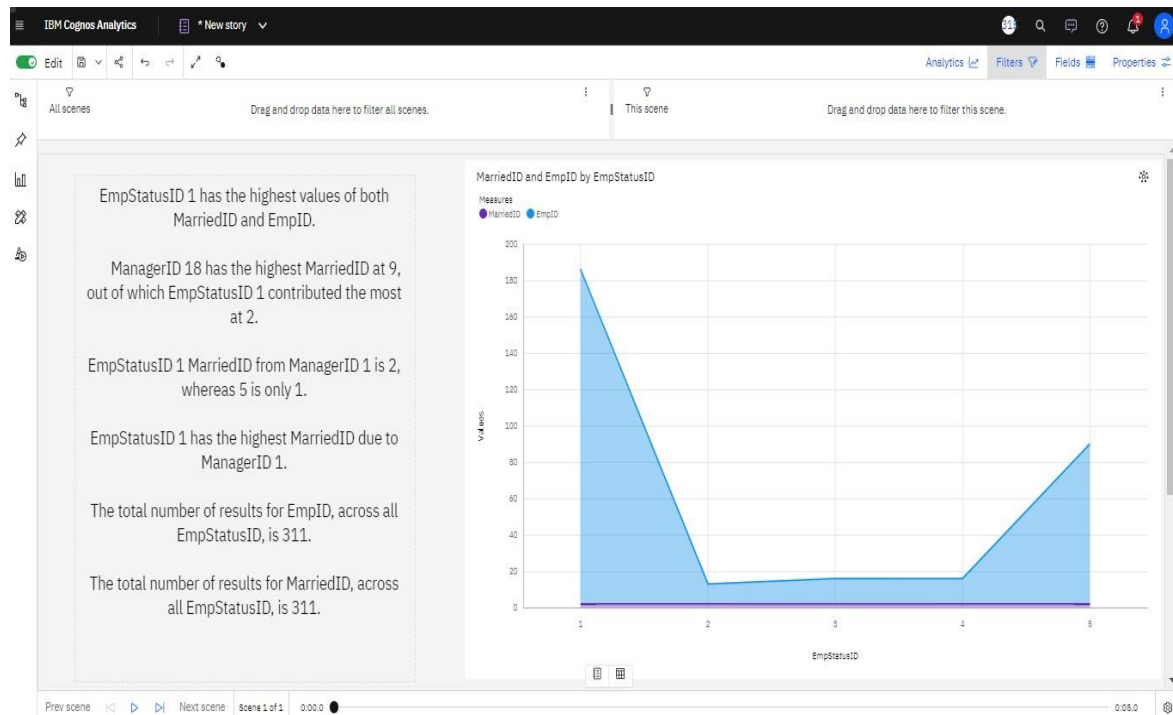 IBM Cognos Analytics
* New story
1
Edit
Analytics
Filters
Fields
Properties
All scenes
Drag and drop data here to filter all scenes.
This scene
Drag and drop data here to filter this scene.
EmpStatusID 1 has the highest values of both
MarriedID and EmpID.
ManagerID 18 has the highest MarriedID at 9,
out of which EmpStatusID 1 contributed the most
at 2.
EmpStatusID 1 MarriedID from ManagerID 1 is 2,
whereas 5 is only 1.
EmpStatusID 1 has the highest MarriedID due to
ManagerID 1.
The total number of results for EmpID, across all
EmpStatusID, is 311.
The total number of results for MarriedID, across
all EmpStatusID, is 311.
MarriedID and EmpID by EmpStatusID
Measures
MarriedID EmpID
Values
200
180
160
140
120
100
80
60
40
20
0
1 2 3 4 5
EmpStatusID
Prev scene
Next scene
Scene 1 of 1
0:00.0
0:05.0